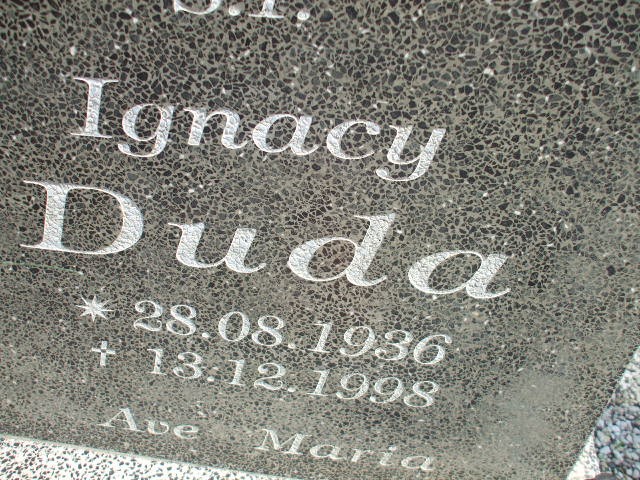 Ś.P.
Ignacy
Duda
* 28.08.1936
+ 13.12.1998
Ave Maria